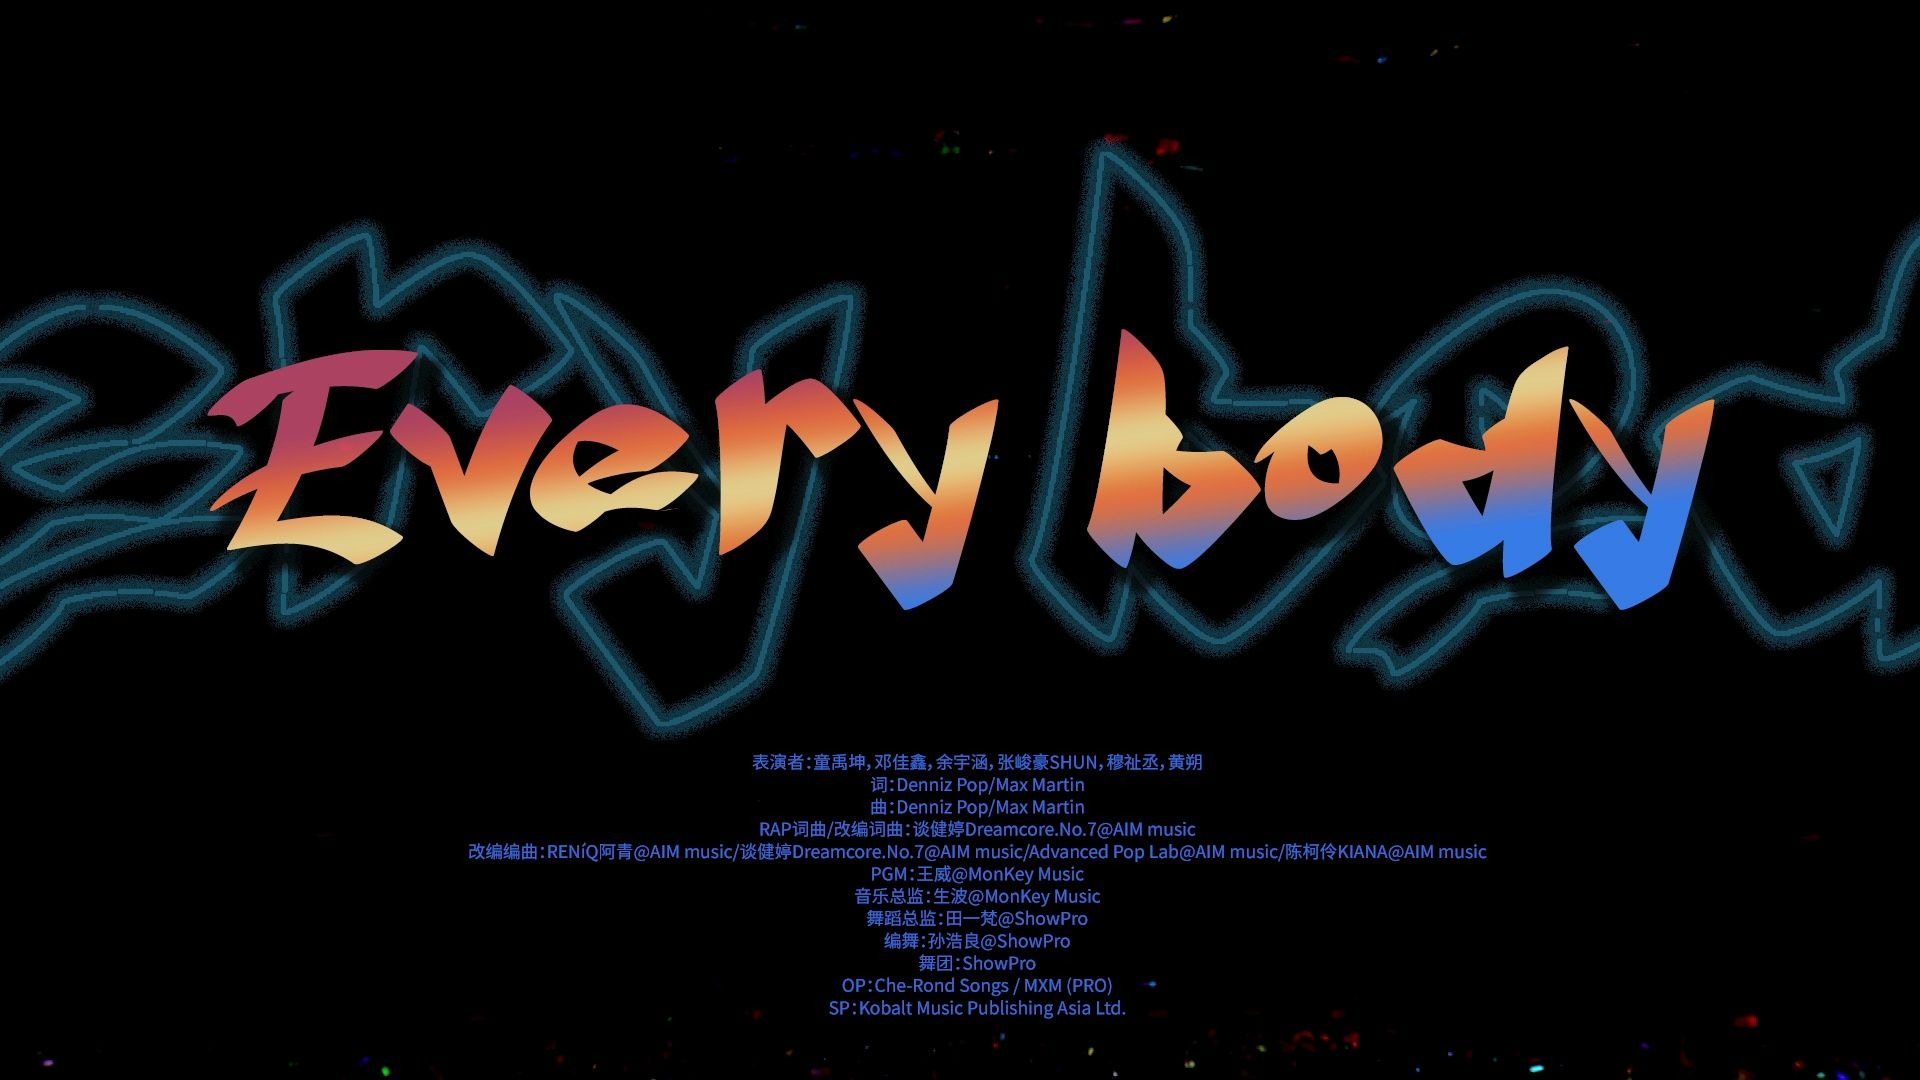 Every body
表演者：童禹坤，邓佳鑫，余宇涵，张峻豪SHUN，穆祉丞，黄朔
词：Denniz Pop/Max Martin
曲：Denniz Pop/Max Martin
RAP词曲/改编词曲：谈健婷Dreamcore.No.7@AIM music
改编编曲：RENíQ阿青@AIM music/谈健婷Dreamcore.No.7@AIM music/Advanced Pop Lab@AIM music/陈柯伶KIANA@AIM music
PGM：王威@MonKey Music
音乐总监：生波@MonKey Music
舞蹈总监：田一梵@ShowPro
编舞：孙浩良@ShowPro
舞团：ShowPro
OP：Che-Rond Songs / MXM (PRO)
SP：Kobalt Music Publishing Asia Ltd.